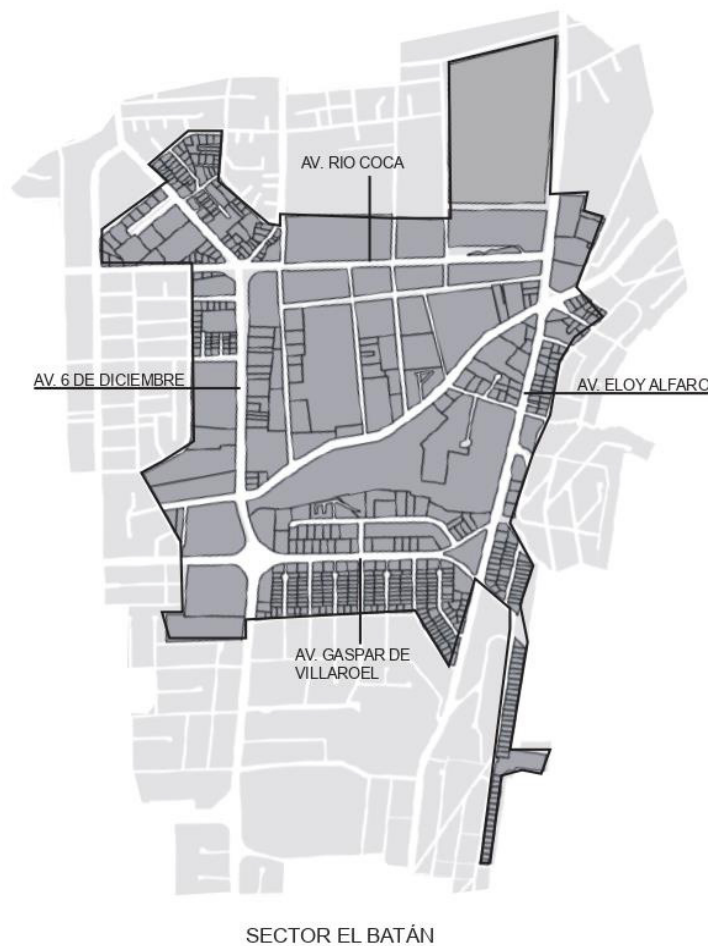 AV. RIO COCA
AV. 6 DE DICIEMBRE
AV. ELOY ALFARO
AV. GASPAR DE
VILLAROEL
SECTOR EL BATÁN